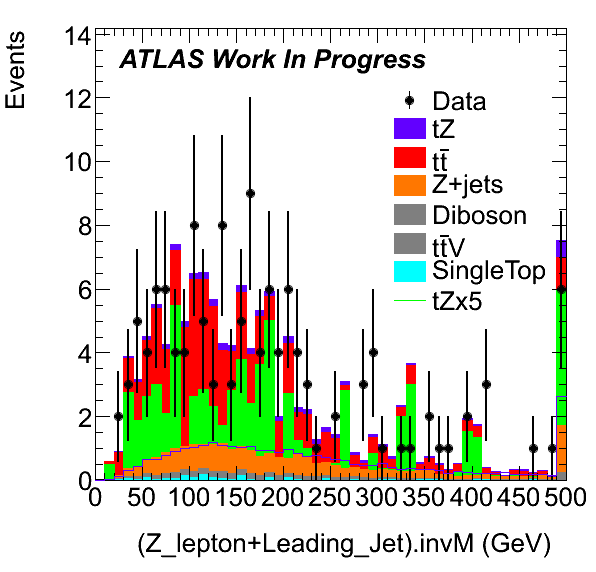 Events
14
12
10
8
6
4
2
0
ATLAS Work In Progress
Data
tZ
tt̄
Z+jets
Diboson
tt̄V
SingleTop
tZx5
0 50 100 150 200 250 300 350 400 450 500
(Z_lepton+Leading_Jet).invM (GeV)